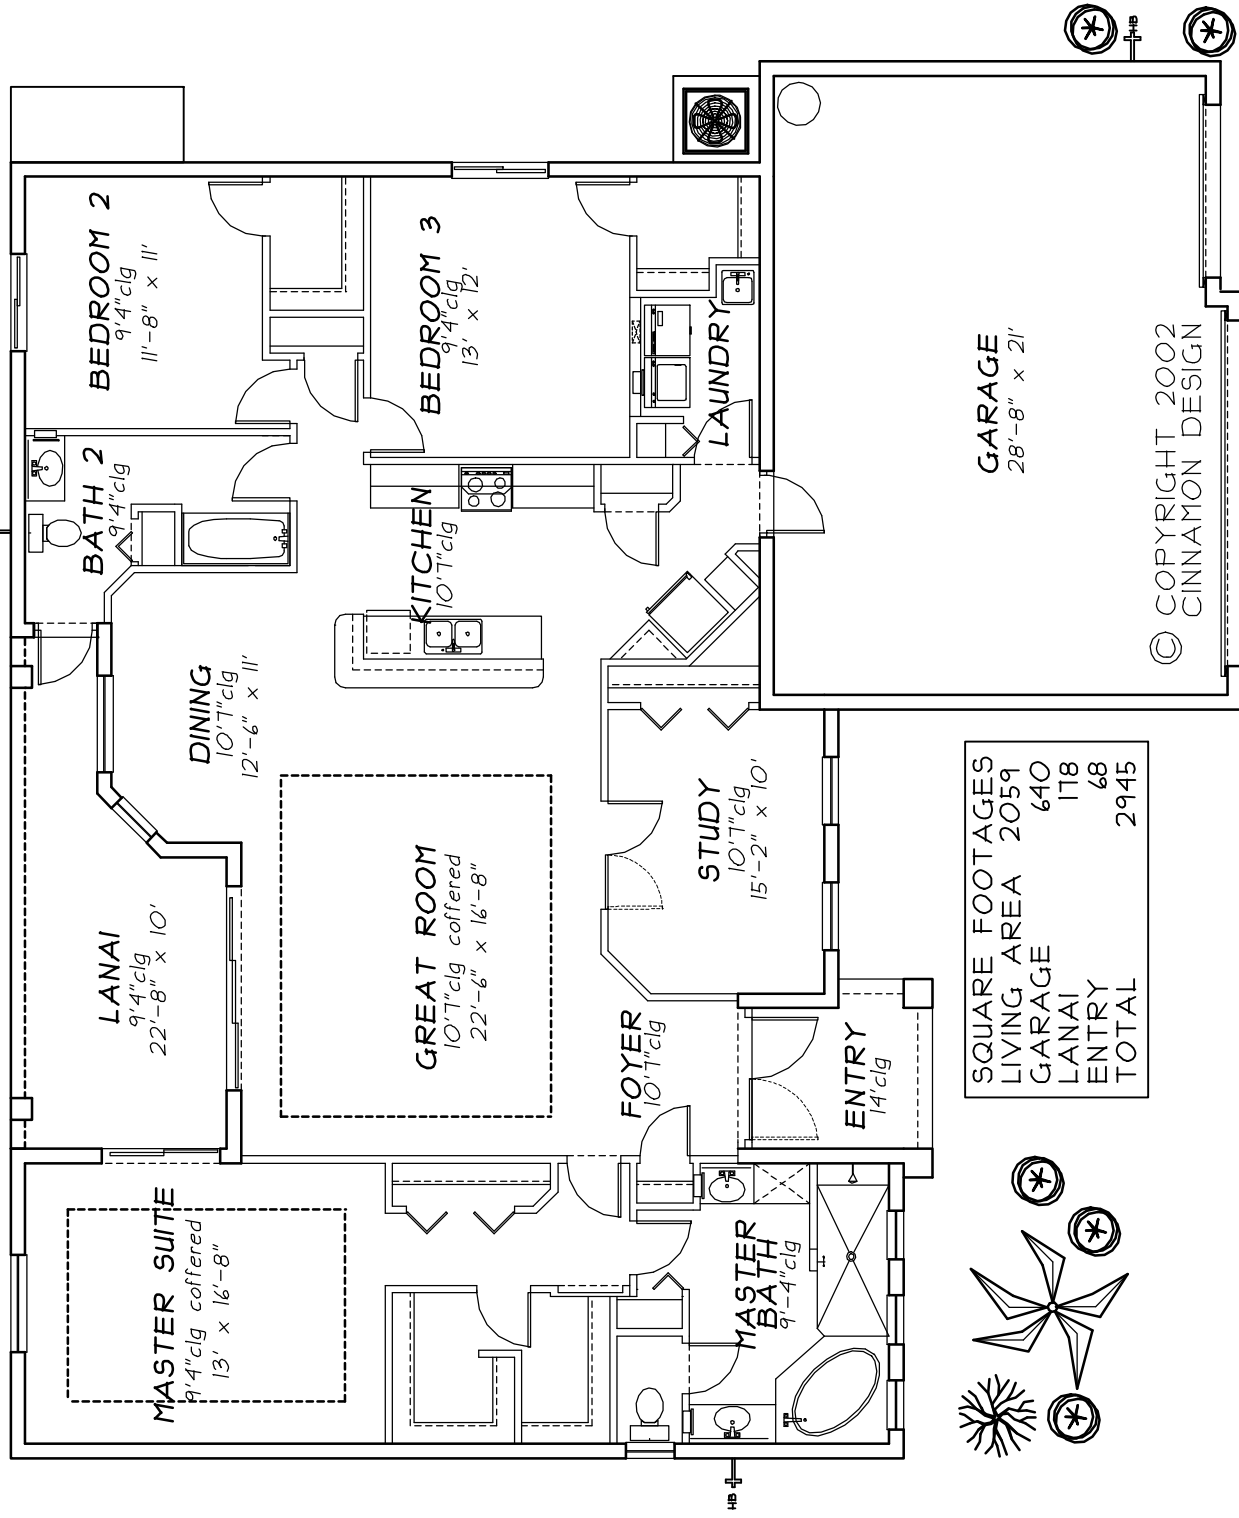 MASTER SUITE
9'4"clg coffered
13' x 16'-8"
LANAI
9'4"clg
22'-8" x 10'
DINING
10'7"clg
12'-6" x 11'
BATH 2
9'4"clg
BEDROOM 2
9'4"clg
11'-8" x 11'
GREAT ROOM
10'7"clg coffered
22'-6" x 16'-8"
KITCHEN
10'7"clg
BEDROOM 3
9'4"clg
13' x 12'
MASTER
BATH
9'-4"clg
FOYER
10'7"clg
STUDY
10'7"clg
15'-2" x 10'
LAUNDRY
ENTRY
14'clg
GARAGE
28'-8" x 21'
HB
HB
SQUARE FOOTAGES
LIVING AREA 2059
GARAGE 640
LANAI 178
ENTRY 68
TOTAL 2945
© COPYRIGHT 2002
CINNAMON DESIGN